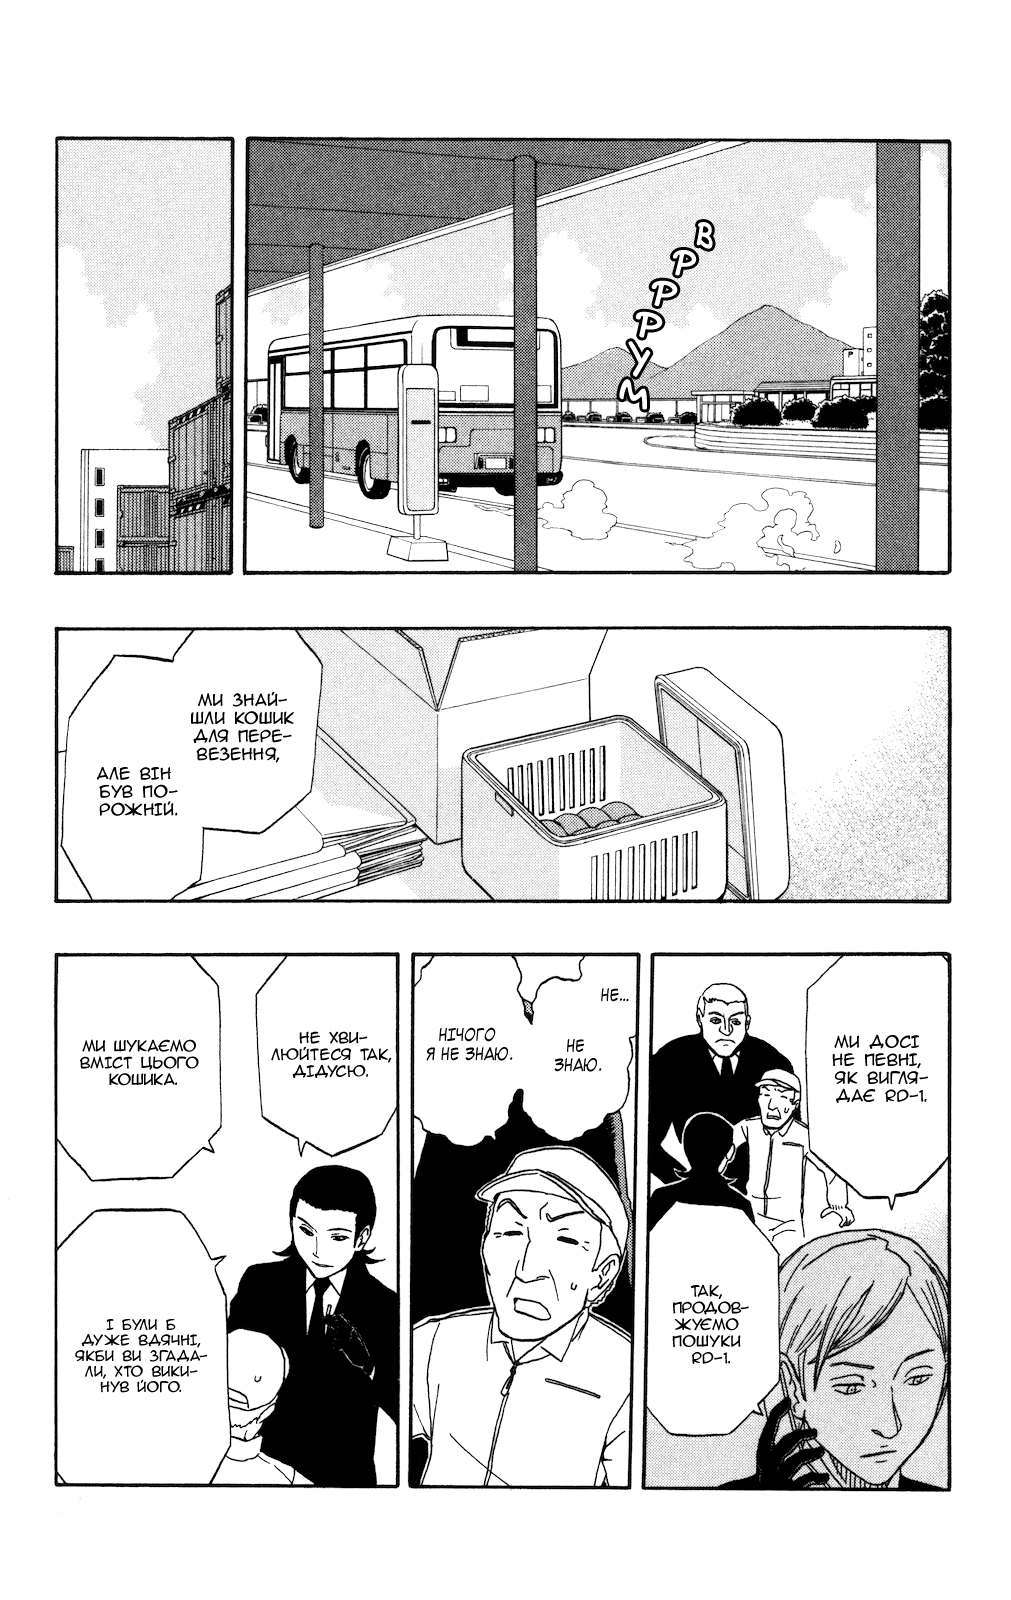 ВРРРУМ
МИ ЗНАЙ-
ШЛИ КОШИК
ДЛЯ ПЕРЕ-
ВЕЗЕННЯ,
АЛЕ ВІН
БУВ ПО-
РОЖНІЙ.
МИ ДОСІ
НЕ ПЕВНІ,
ЯК ВИГЛЯ-
ДАЄ RD-1.
ТАК,
ПРОДОВ-
ЖУЄМО
ПОШУКИ
RD-1.
НЕ...
НЕ
ЗНАЮ.
НІЧОГО
Я НЕ ЗНАЮ.
НЕ ХВИ-
ЛЮЙТЕСЯ ТАК,
ДІДУСЮ.
МИ ШУКАЄМО
ВМІСТ ЦЬОГО
КОШИКА.
І БУЛИ Б
ДУЖЕ ВДЯЧНІ,
ЯКБИ ВИ ЗГАДА-
ЛИ, ХТО ВИКИ-
НУВ ЙОГО.